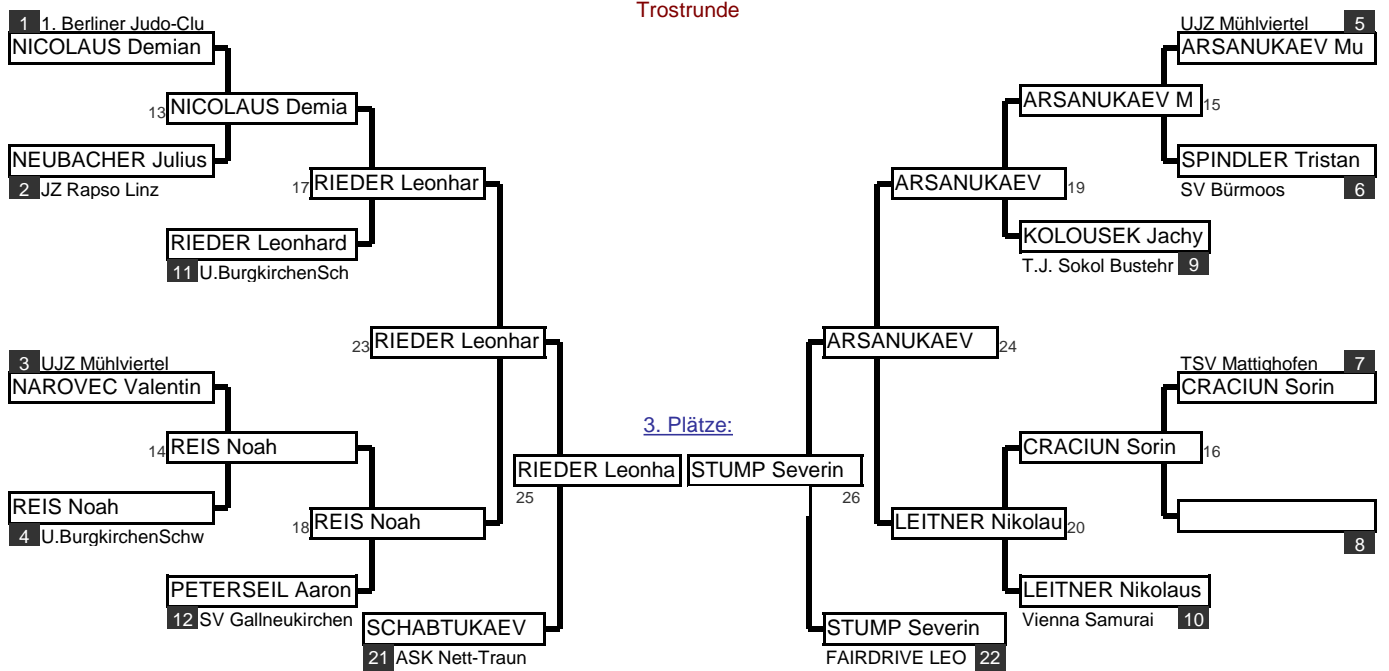 Trostrunde
1 1. Berliner Judo-Clu
NICOLAUS Demian
13 NICOLAUS Demia
NEUBACHER Julius
2 JZ Rapso Linz
17 RIEDER Leonhar
RIEDER Leonhard
11 U.BurgkirchenSch
23 RIEDER Leonhar
3 UJZ Mühlviertel
NAROVEC Valentin
14 REIS Noah
REIS Noah
4 U.BurgkirchenSchw
18 REIS Noah
PETERSEIL Aaron
12 SV Gallneukirchen
RIEDER Leonha
25
SCHABTUKAEV
21 ASK Nett-Traun
3. Plätze:
UJZ Mühlviertel 5
ARSANUKAEV Mu
ARSANUKAEV M 15
SPINDLER Tristan
SV Bürmoos 6
ARSANUKAEV 19
KOLOUSEK Jachy
T.J. Sokol Bustehr 9
ARSANUKAEV 24
TSV Mattighofen 7
CRACIUN Sorin
CRACIUN Sorin 16
8
STUMP Severin
26
LEITNER Nikolau 20
LEITNER Nikolaus
Vienna Samurai 10
STUMP Severin
FAIRDRIVE LEO 22